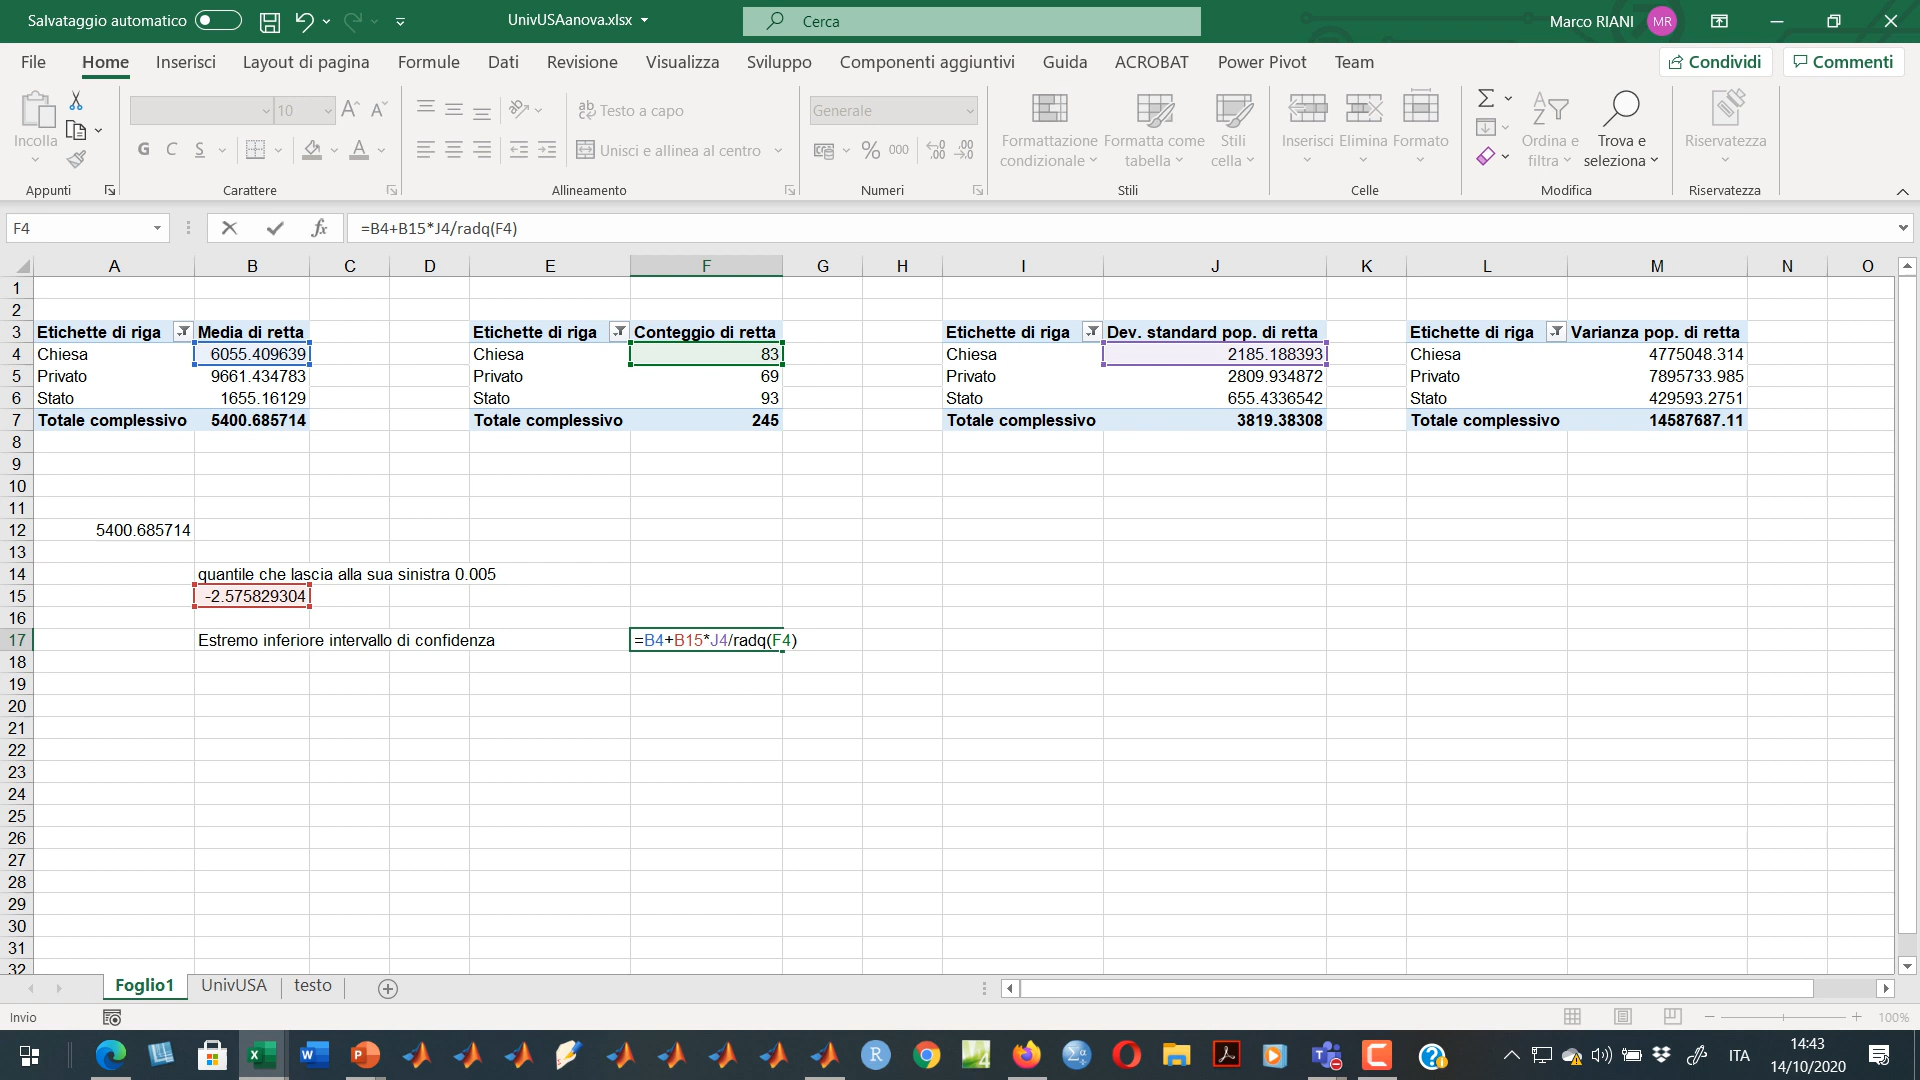 Salvataggio automatico
UnivUSAanova.xlsx
Cerca
Marco RIANI MR
File Home Inserisci Layout di pagina Formule Dati Revisione Visualizza Sviluppo Componenti aggiuntivi Guida ACROBAT Power Pivot Team Condividi Commenti
Incolla
Appunti
10
G C S
Carattere
Testo a capo
Unisci e allinea al centro
Allineamento
Generale
% 000
Numeri
Formattazione condizionale
Formatta come tabella
Stili cella
Stili
Inserisci Elimina Formato
Celle
Ordina e filtra
Trova e seleziona
Modifica
Riservatezza
Riservatezza
F4 fx =B4+B15*J4/radq(F4)
A B C D E F G H I J K L M N O
1
2
3 Etichette di riga Media di retta Etichette di riga Conteggio di retta Etichette di riga Dev. standard pop. di retta Etichette di riga Varianza pop. di retta
4 Chiesa 6055.409639 Chiesa 83 Chiesa 2185.188393 Chiesa 4775048.314
5 Privato 9661.434783 Privato 69 Privato 2809.934872 Privato 7895733.985
6 Stato 1655.16129 Stato 93 Stato 655.4336542 Stato 429593.2751
7 Totale complessivo 5400.685714 Totale complessivo 245 Totale complessivo 3819.38308 Totale complessivo 14587687.11
8
9
10
11
12 5400.685714
13
14 quantile che lascia alla sua sinistra 0.005
15 -2.575829304
16
17 Estremo inferiore intervallo di confidenza =B4+B15*J4/radq(F4)
18
19
20
21
22
23
24
25
26
27
28
29
30
31
32
Foglio1 UnivUSA testo
Invio
100%
ITA
14:43
14/10/2020